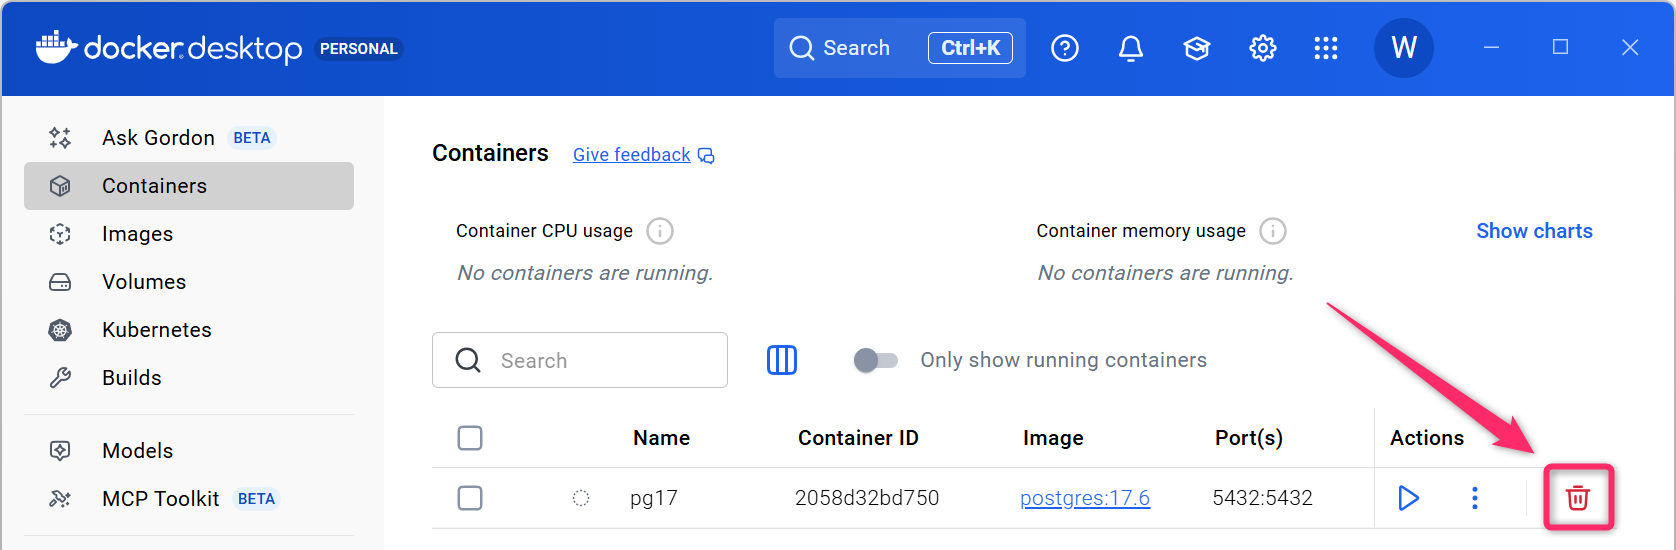 docker desktop PERSONAL
Search Ctrl+K
W
Ask Gordon BETA
Containers
Images
Volumes
Kubernetes
Builds
Models
MCP Toolkit BETA
Containers Give feedback
Container CPU usage
No containers are running.
Container memory usage
No containers are running.
Show charts
Search
Only show running containers
Name Container ID Image Port(s) Actions
pg17 2058d32bd750 postgres:17.6 5432:5432